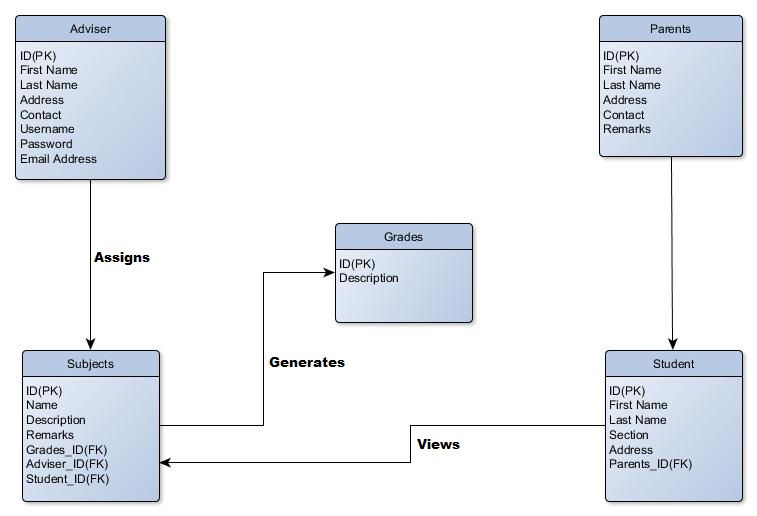 Adviser
ID(PK)
First Name
Last Name
Address
Contact
Username
Password
Email Address
Parents
ID(PK)
First Name
Last Name
Address
Contact
Remarks
Assigns
Grades
ID(PK)
Description
Generates
Subjects
ID(PK)
Name
Description
Remarks
Grades_ID(FK)
Adviser_ID(FK)
Student_ID(FK)
Views
Student
ID(PK)
First Name
Last Name
Section
Address
Parents_ID(FK)